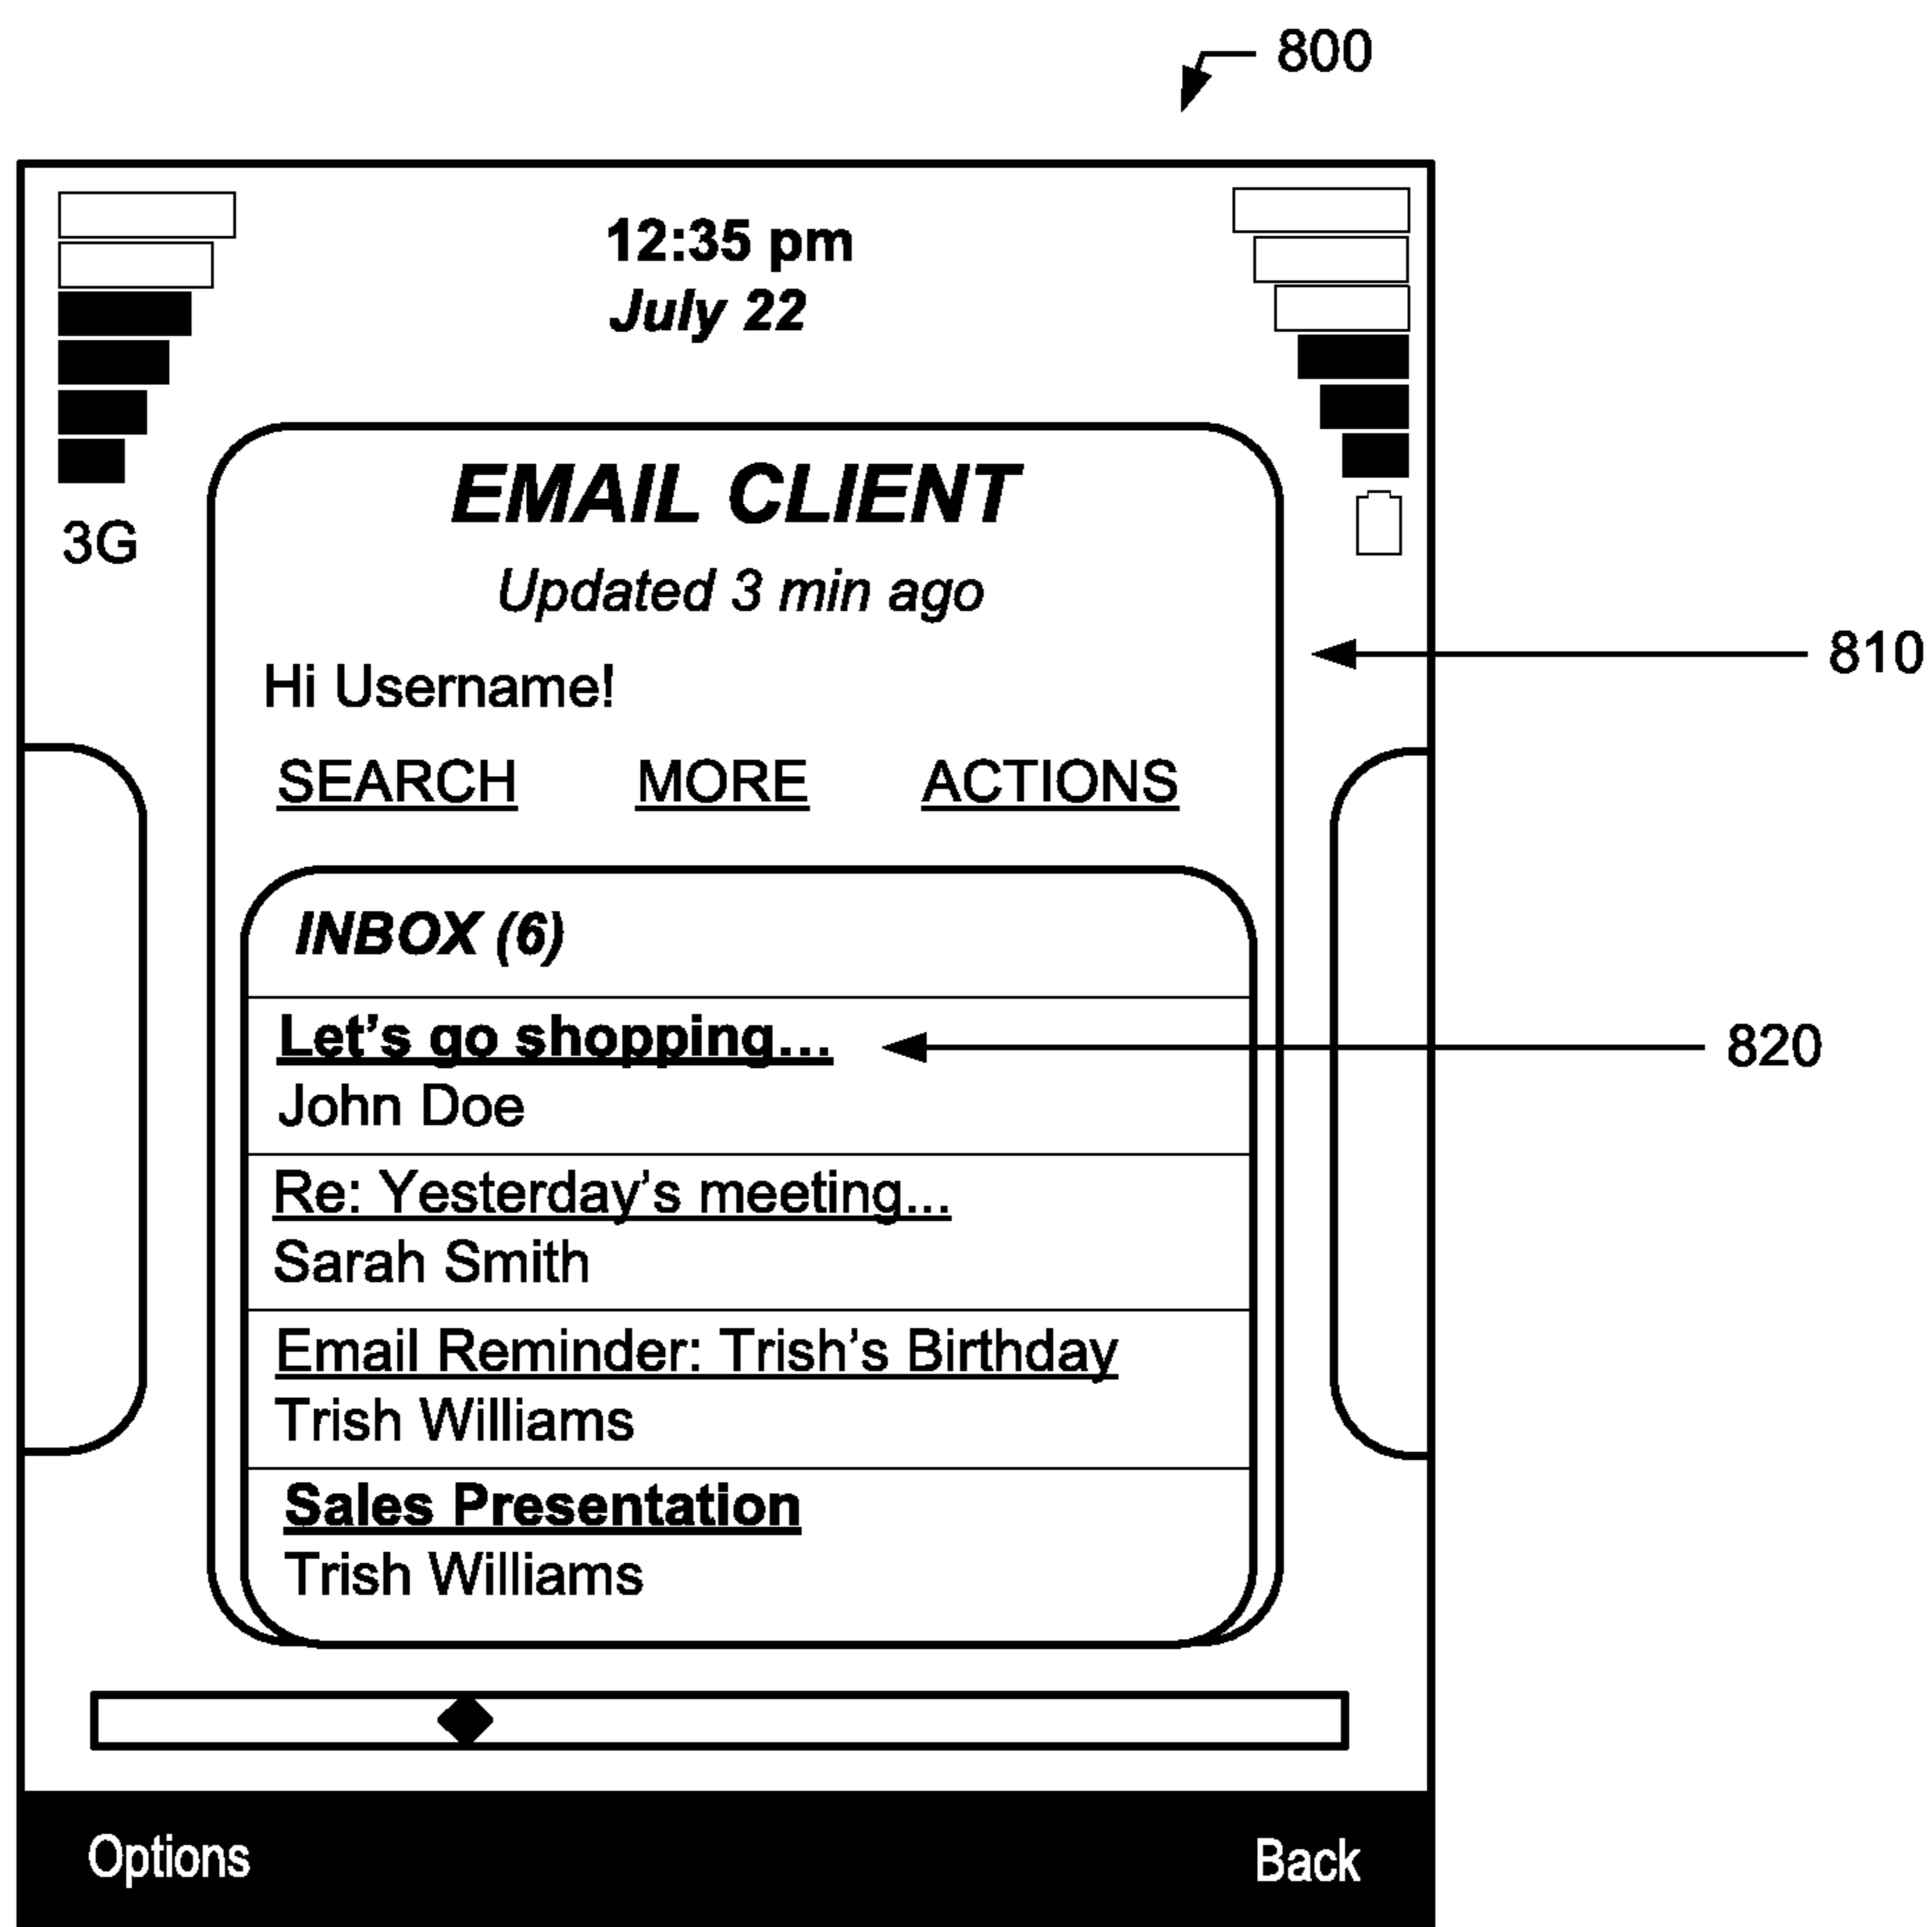 800
12:35 pm
July 22
3G
EMAIL CLIENT
Updated 3 min ago
810
Hi Username!
SEARCH MORE ACTIONS
INBOX (6)
Let’s go shopping...
820
John Doe
Re: Yesterday’s meeting...
Sarah Smith
Email Reminder: Trish’s Birthday
Trish Williams
Sales Presentation
Trish Williams
Options Back